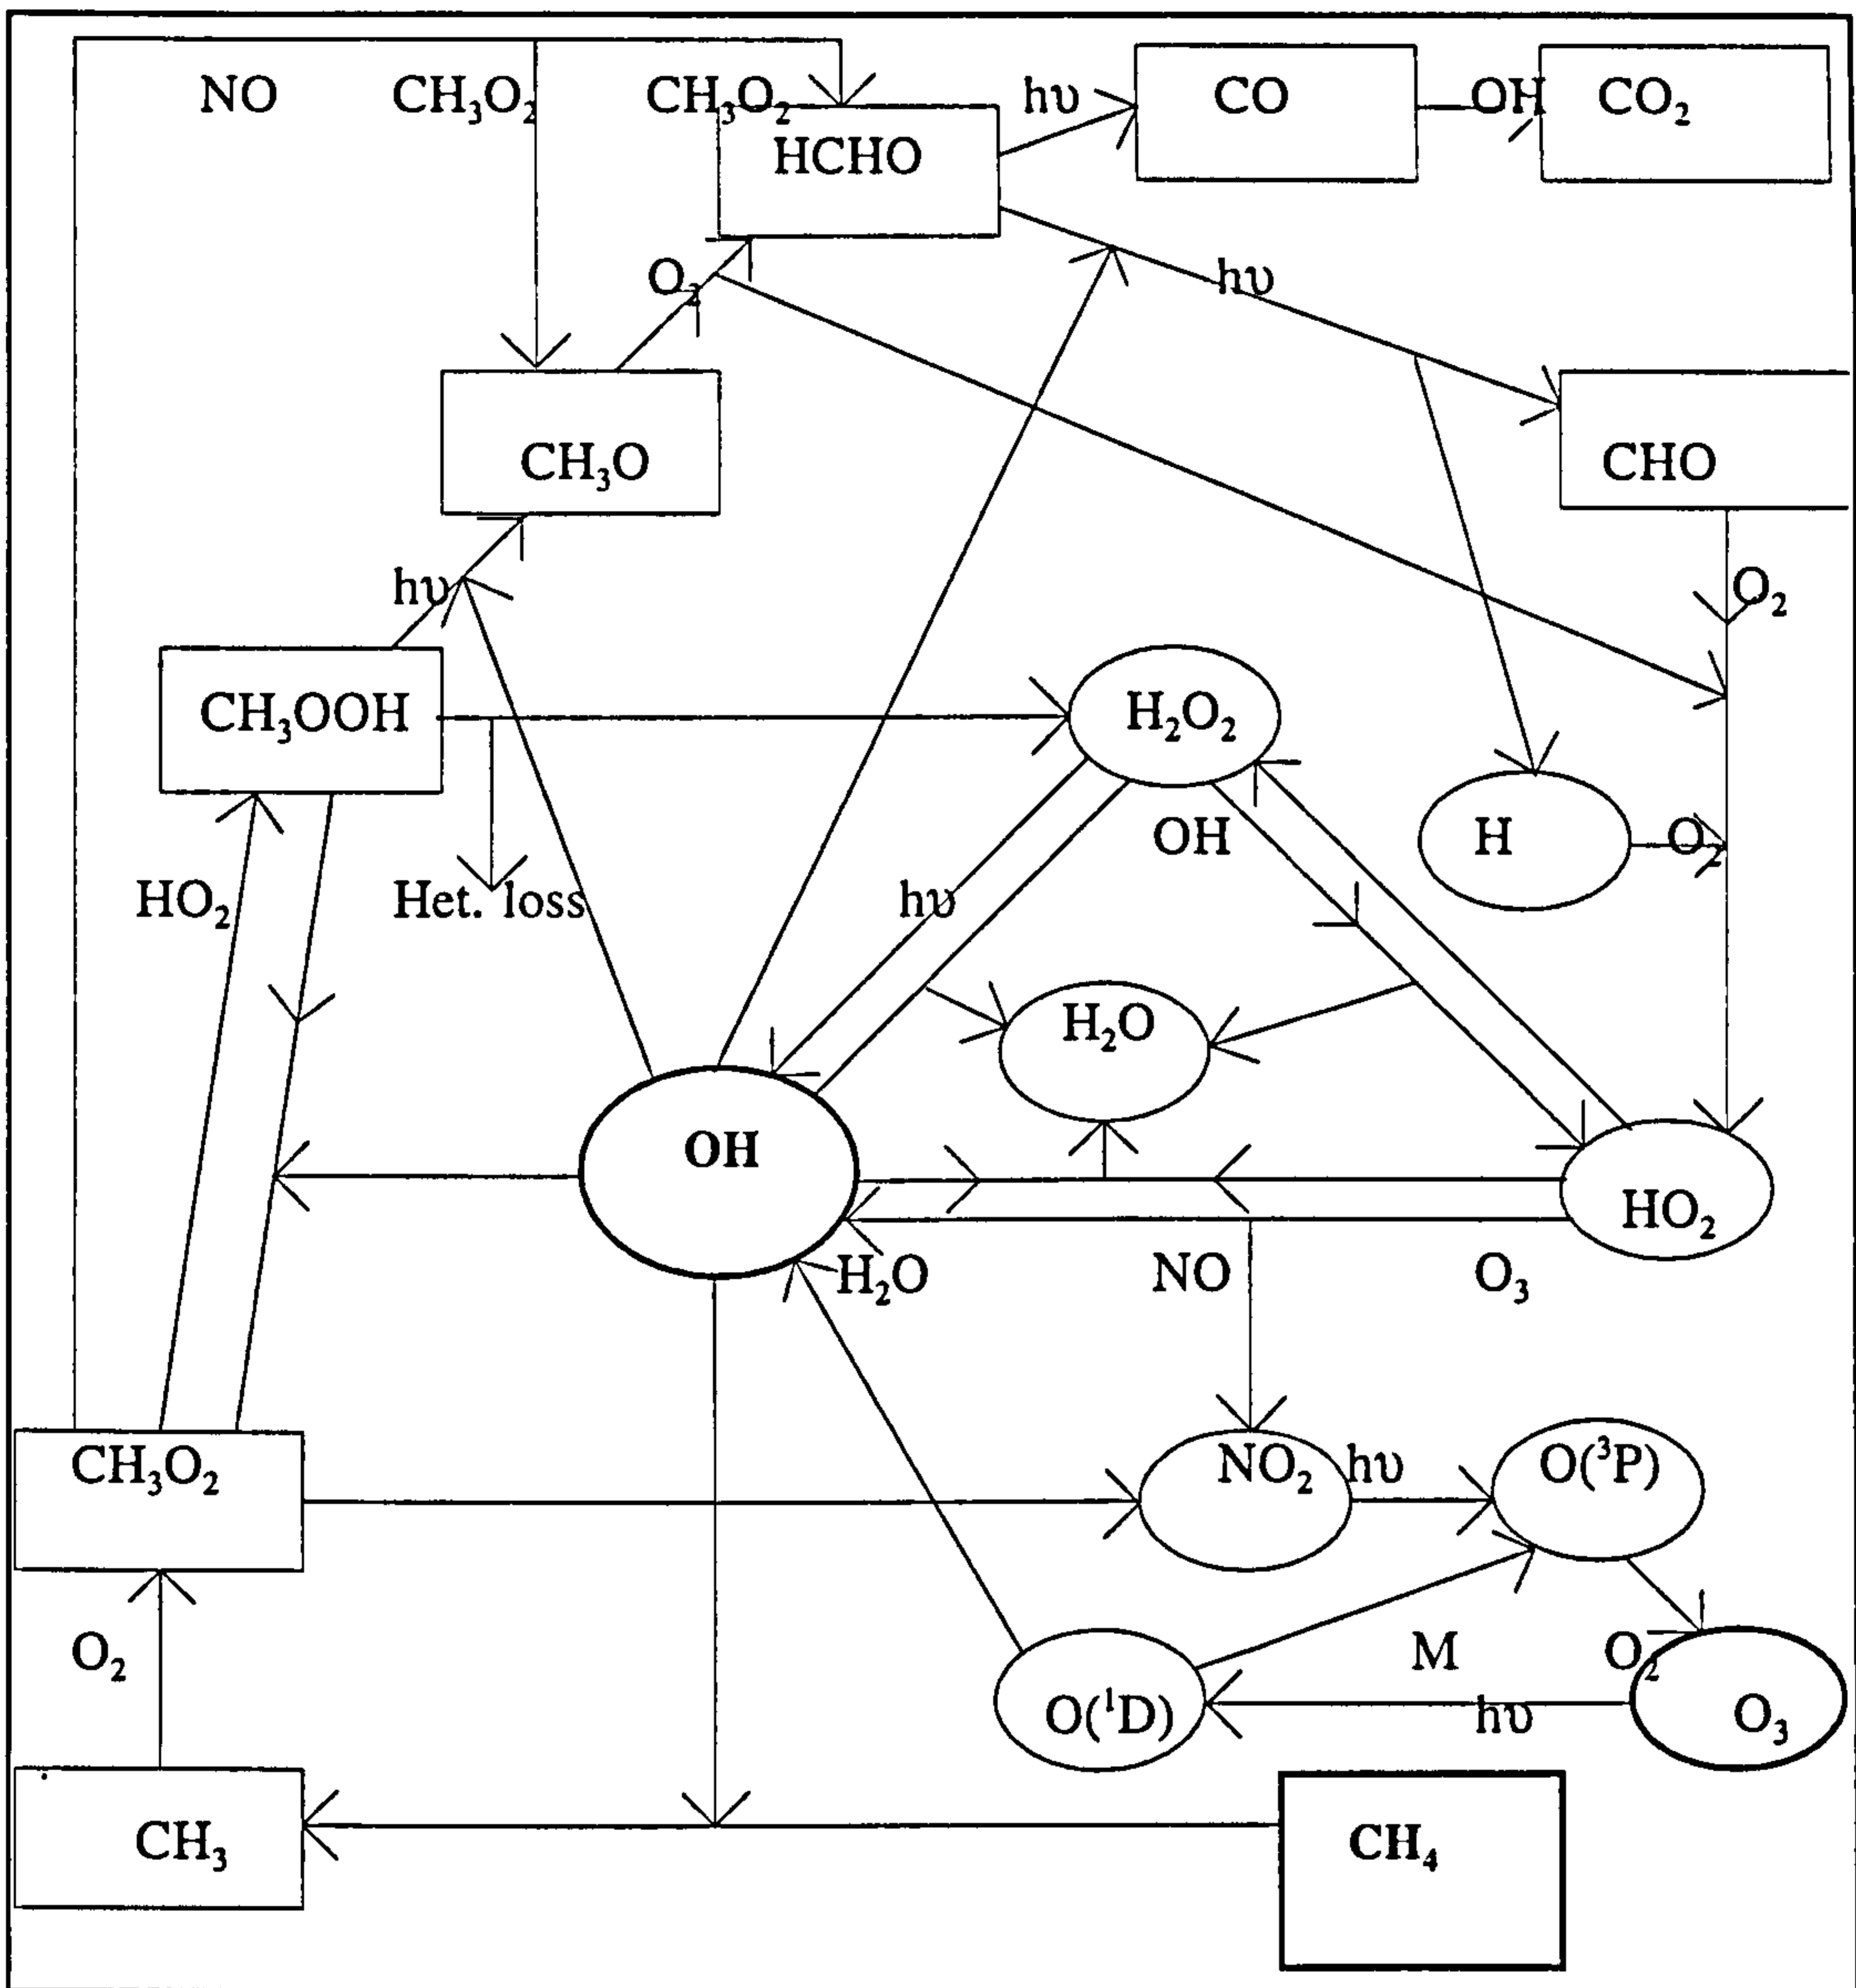 NO CH₃O₂ CH₃O₂ hυ CO OH CO₂
HCHO
O₂ hυ
CH₃O CHO
hυ O₂
CH₃OOH H₂O₂
OH H O₂
HO₂ Het. loss hυ
H₂O
OH
HO₂
H₂O NO O₃
CH₃O₂ NO₂ hυ O(³P)
O₂ M O₂
O(¹D) hυ O₃
CH₃ CH₄